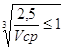 ∛(2,5/Vcp) ≤ 1